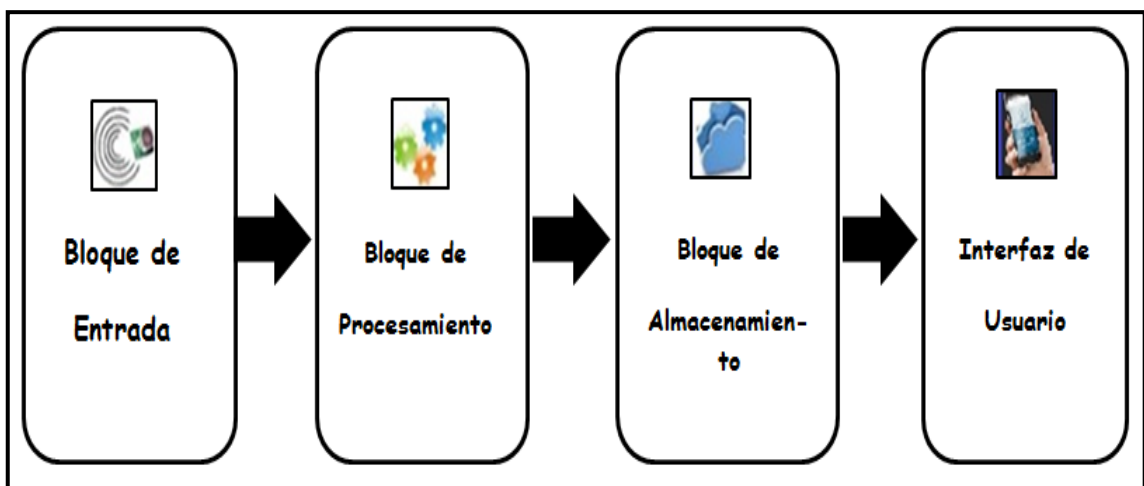 Bloque de
Entrada
Bloque de
Procesamiento
Bloque de
Almacenamien-
to
Interfaz de
Usuario